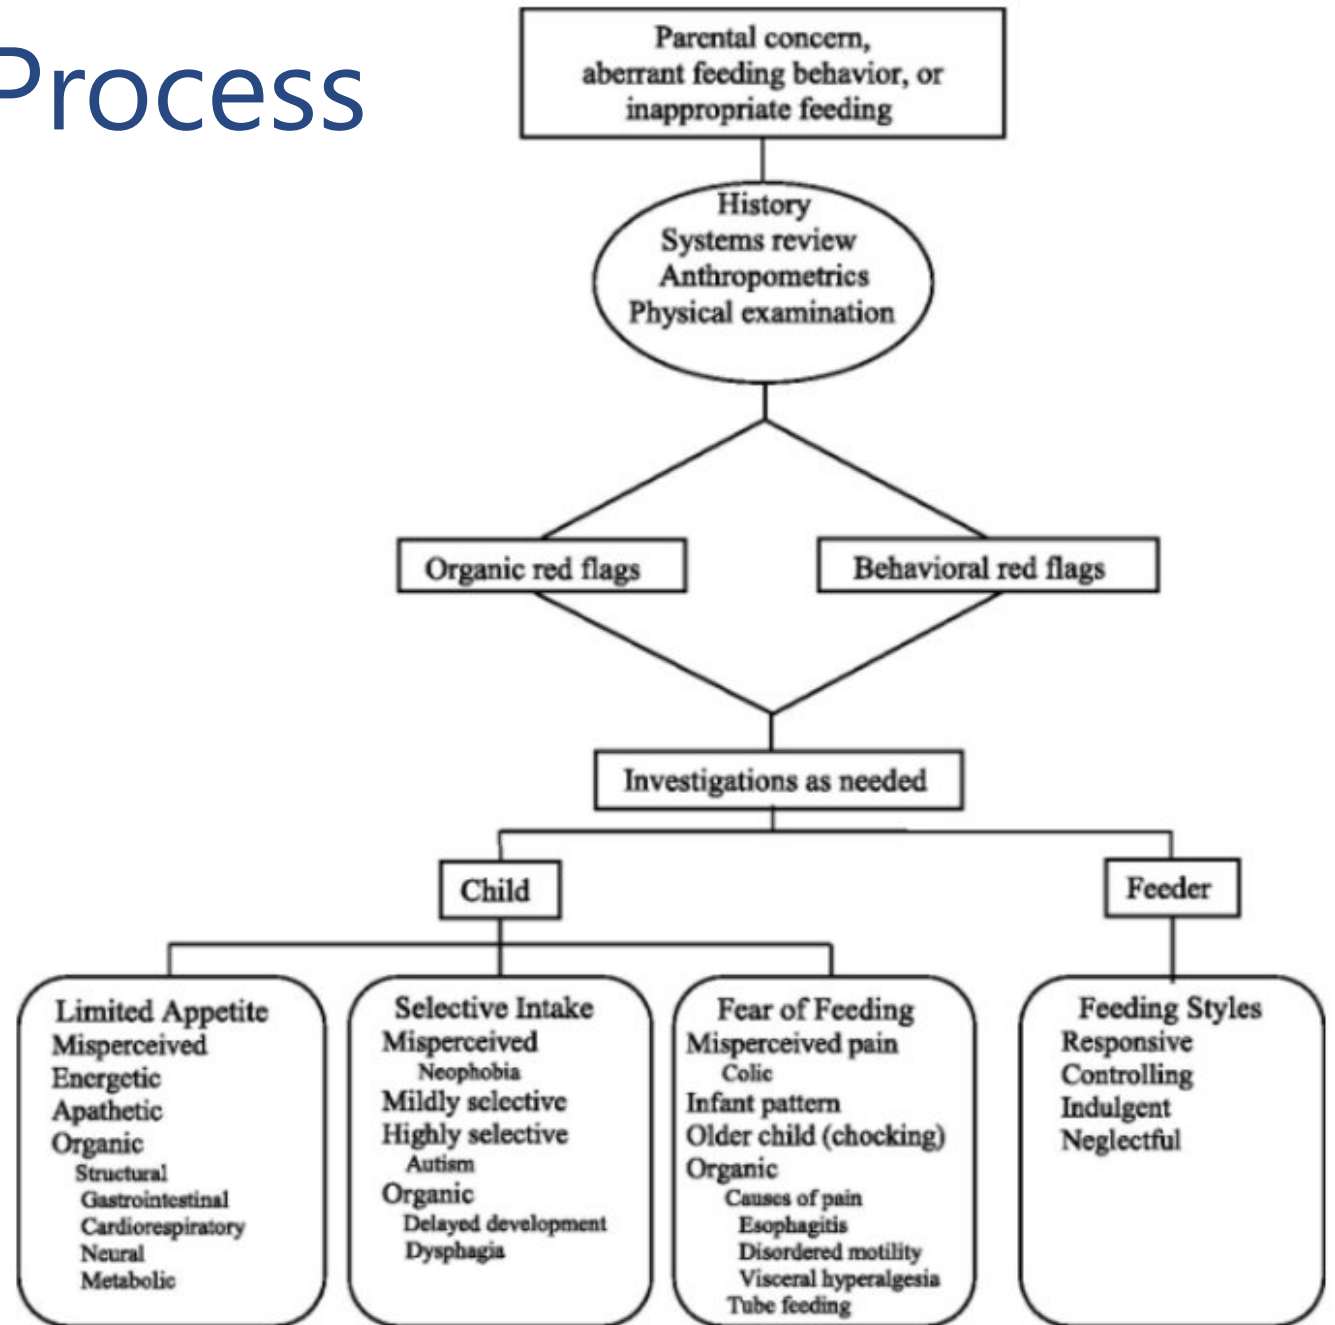 Process
Parental concern,
aberrant feeding behavior, or
inappropriate feeding
History
Systems review
Anthropometrics
Physical examination
Organic red flags
Behavioral red flags
Investigations as needed
Child
Feeder
Limited Appetite
Misperceived
Energetic
Apathetic
Organic
Structural
Gastrointestinal
Cardiorespiratory
Neural
Metabolic
Selective Intake
Misperceived
Neophobia
Mildly selective
Highly selective
Autism
Organic
Delayed development
Dysphagia
Fear of Feeding
Misperceived pain
Colic
Infant pattern
Older child (chocking)
Organic
Causes of pain
Esophagitis
Disordered motility
Visceral hyperalgesia
Tube feeding
Feeding Styles
Responsive
Controlling
Indulgent
Neglectful